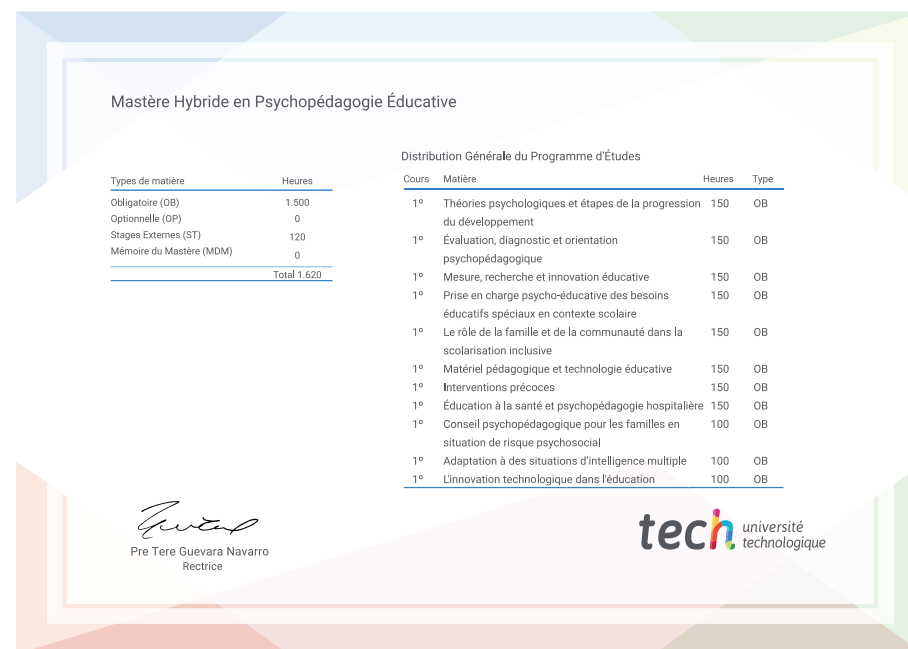 Mastère Hybride en Psychopédagogie Éducative
Types de matière Heures
Obligatoire (OB) 1.500
Optionnelle (OP) 0
Stages Externes (ST) 120
Mémoire du Mastère (MDM) 0
Total 1.620
Distribution Générale du Programme d'Études
Cours Matière Heures Type
1º Théories psychologiques et étapes de la progression 150 OB
du développement
1º Évaluation, diagnostic et orientation 150 OB
psychopédagogique
1º Mesure, recherche et innovation éducative 150 OB
1º Prise en charge psycho-éducative des besoins 150 OB
éducatifs spéciaux en contexte scolaire
1º Le rôle de la famille et de la communauté dans la 150 OB
scolarisation inclusive
1º Matériel pédagogique et technologie éducative 150 OB
1º Interventions précoces 150 OB
1º Éducation à la santé et psychopédagogie hospitalière 150 OB
1º Conseil psychopédagogique pour les familles en 100 OB
situation de risque psychosocial
1º Adaptation à des situations d'intelligence multiple 100 OB
1º L'innovation technologique dans l'éducation 100 OB
Pre Tere Guevara Navarro
Rectrice
tech université
technologique